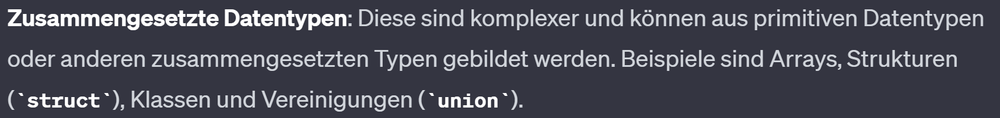 Zusammengesetzte Datentypen: Diese sind komplexer und können aus primitiven Datentypen
oder anderen zusammengesetzten Typen gebildet werden. Beispiele sind Arrays, Strukturen
(`struct`), Klassen und Vereinigungen (`union`).